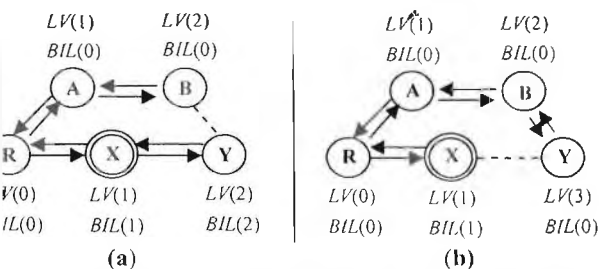 LV(1) LV(2)
BIL(0) BIL(0)
A B
R X Y
V(0) LV(1) LV(2)
IL(0) BIL(1) BIL(2)
(a)
LV(1) LV(2)
BIL(0) BIL(0)
A B
R X Y
LV(0) LV(1) LV(3)
BIL(0) BIL(1) BIL(0)
(b)